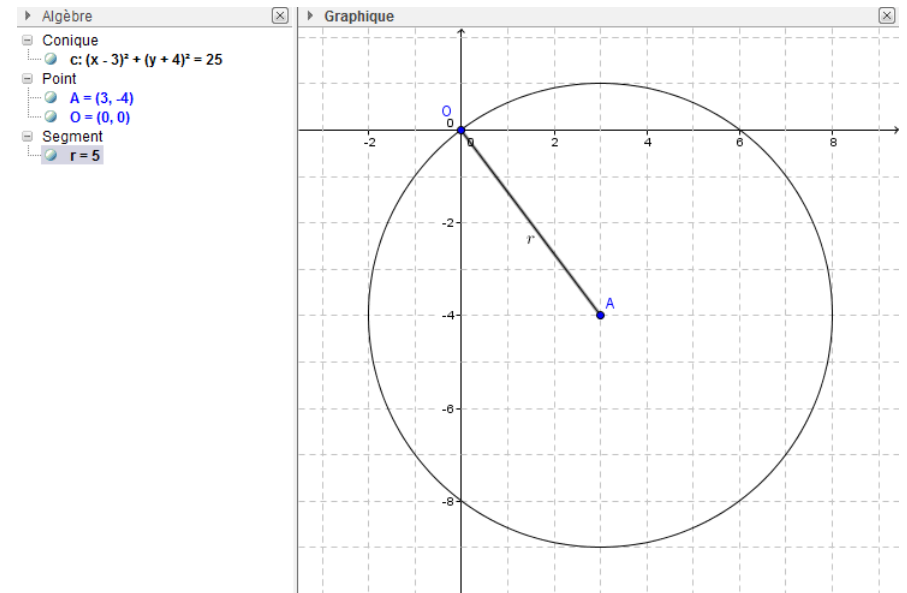 Algèbre
Conique
c: (x - 3)² + (y + 4)² = 25
Point
A = (3, -4)
O = (0, 0)
Segment
r = 5
Graphique
O
0
-2 0 2 4 6 8
-2
r
A
-4
-6
-8